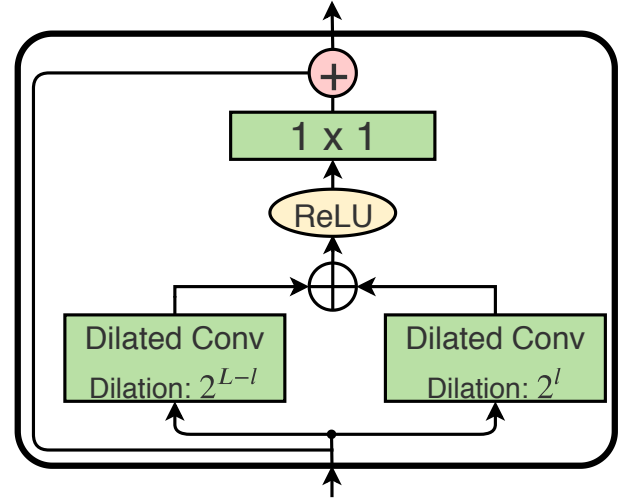 +
1 x 1
ReLU
Dilated Conv
Dilation: 2^{L-l}
Dilated Conv
Dilation: 2^l